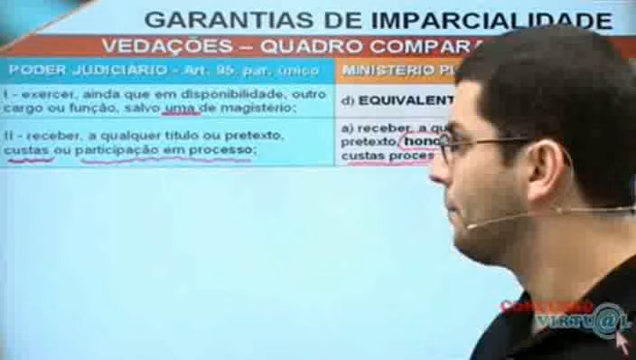 GARANTIAS DE IMPARCIALIDADE
VEDAÇÕES – QUADRO COMPARA
PODER JUDICIÁRIO - Art. 95, par. único
MINISTÉRIO PÚ
I - exercer, ainda que em disponibilidade, outro
cargo ou função, salvo uma de magistério;
d) EQUIVALENT
II - receber, a qualquer título ou pretexto,
custas ou participação em processo;
a) receber, a qu
pretexto, hono
custas proces
CONCURSO
VIRTU@L